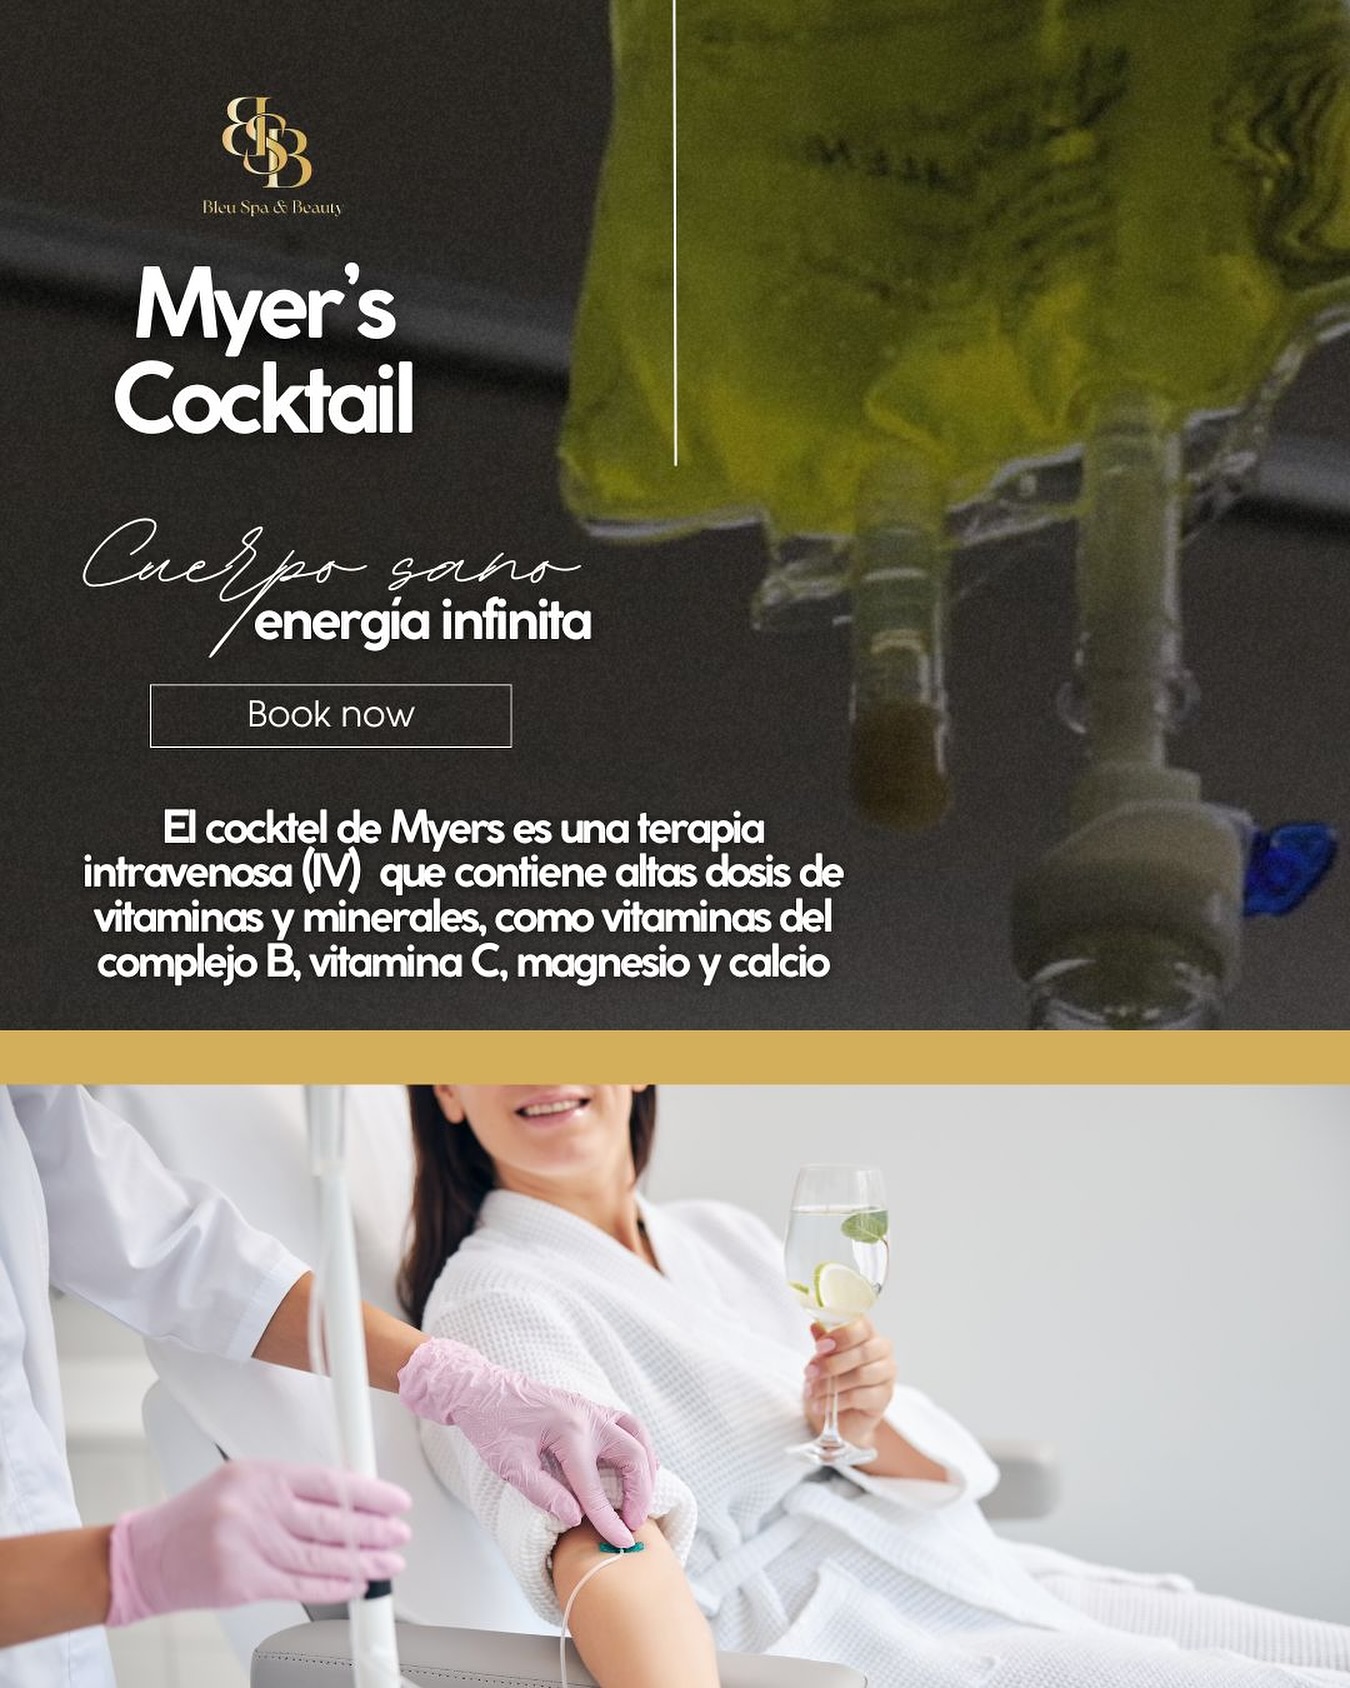 BSB
Bleu Spa & Beauty
Myer’s
Cocktail
Cuerpo sano
energía infinita
Book now
El cocktel de Myers es una terapia
intravenosa (IV)  que contiene altas dosis de
vitaminas y minerales, como vitaminas del
complejo B, vitamina C, magnesio y calcio